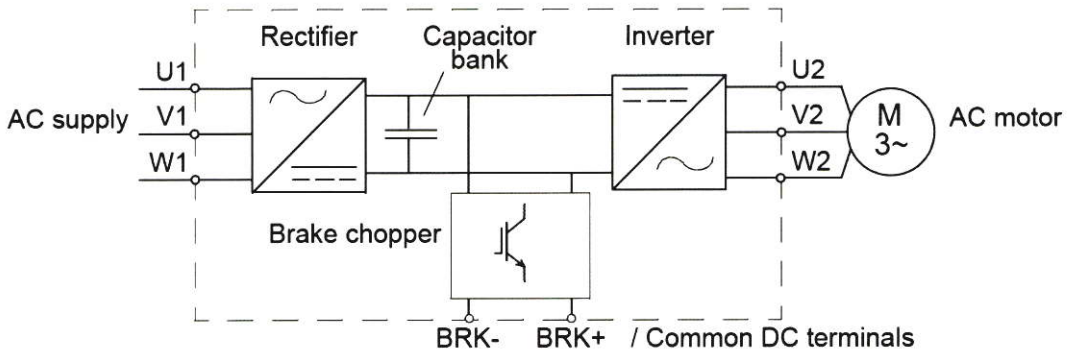 Rectifier
Capacitor
bank
Inverter
U1
V1
W1
AC supply
U2
V2
W2
M
3~
AC motor
Brake chopper
BRK-
BRK+
/ Common DC terminals